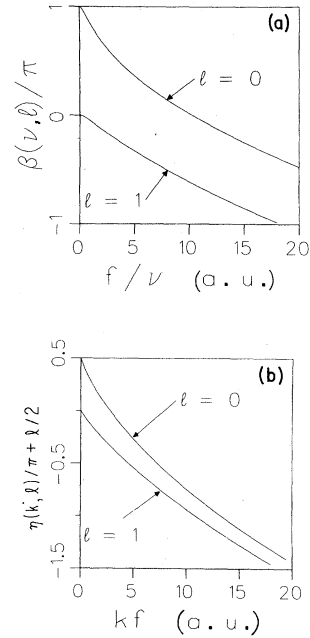 (a)
1
0
-1
β(ν,ℓ)/π
ℓ = 0
ℓ = 1
0 5 10 15 20
f/ν (a. u.)
(b)
0.5
-0.5
-1.5
η(k,ℓ)/π + ℓ/2
ℓ = 0
ℓ = 1
0 5 10 15 20
kf (a. u.)